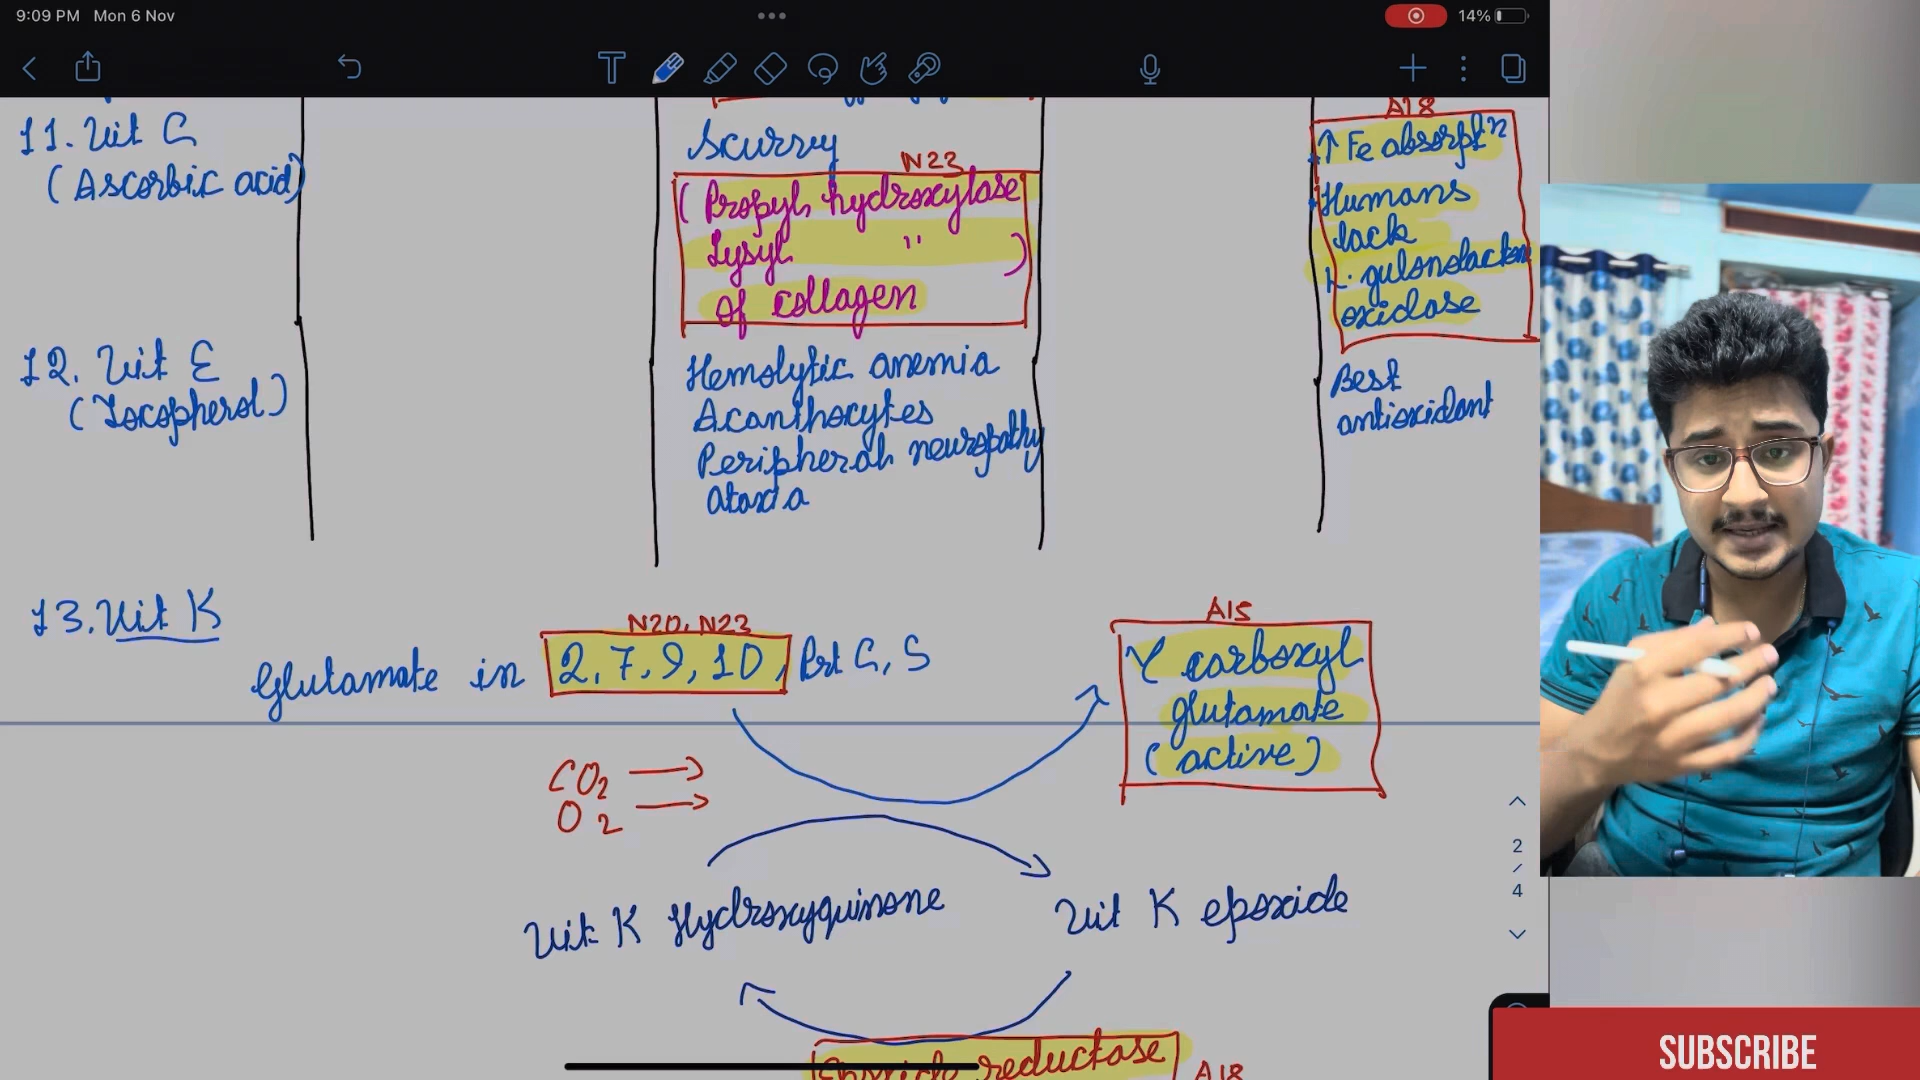 9:09 PM Mon 6 Nov
14%
11. Vit C
(Ascorbic acid)
Scurvy
N23
(Propyl hydroxylase
Lysyl " )
of collagen
A18
↑ Fe absorptn
Humans
lack
L. gulonolacton
oxidase
12. Vit E
(Tocopherol)
Hemolytic anemia
Acanthocytes
Peripheral neuropathy
Ataxia
Best
antioxidant
13. Vit K
N20, N23
Glutamate in 2, 7, 9, 10, Prt C, S
A15
γ carboxyl
glutamate
(active)
CO2 →
O2 →
Vit K Hydroxyquinone
Vit K epoxide
2
/
4
Epoxide reductase
A18
SUBSCRIBE